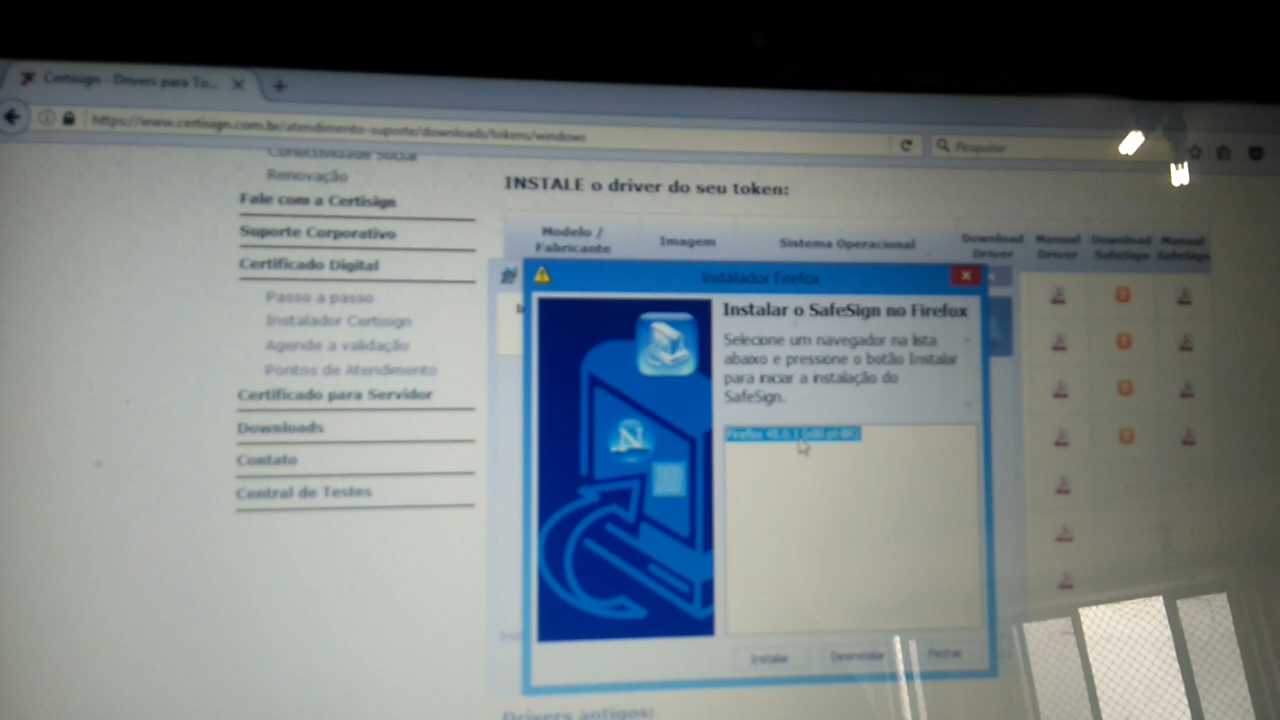 Certisign - Drivers para To...
https://www.certisign.com.br/atendimento-suporte/downloads/tokens/windows
Pesquisar
Conectividade Social
Renovação
Fale com a Certisign
Suporte Corporativo
Certificado Digital
Passo a passo
Instalador Certisign
Agende a validação
Pontos de Atendimento
Certificado para Servidor
Downloads
Contato
Central de Testes
INSTALE o driver do seu token:
Modelo /
Fabricante
Imagem
Sistema Operacional
Download
Driver
Manual
Driver
Download
SafeSign
Manual
SafeSign
Instalador Firefox
Instalar o SafeSign no Firefox
Selecione um navegador na lista
abaixo e pressione o botão Instalar
para iniciar a instalação do
SafeSign.
Firefox
N
Instalar
Desinstalar
Fechar
Drivers antigos: